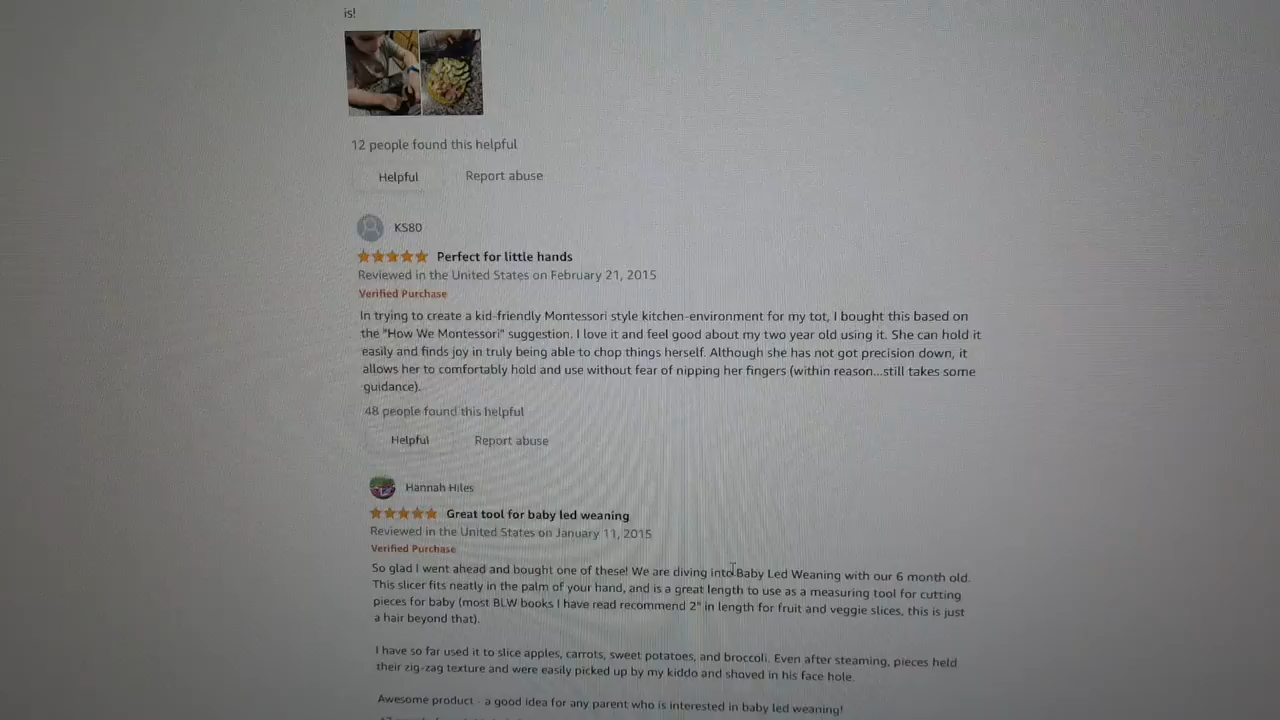 is!
12 people found this helpful
Helpful
Report abuse
KS80
Perfect for little hands
Reviewed in the United States on February 21, 2015
Verified Purchase
In trying to create a kid-friendly Montessori style kitchen-environment for my tot, I bought this based on
the "How We Montessori" suggestion. I love it and feel good about my two year old using it. She can hold it
easily and finds joy in truly being able to chop things herself. Although she has not got precision down, it
allows her to comfortably hold and use without fear of nipping her fingers (within reason...still takes some
guidance).
48 people found this helpful
Helpful
Report abuse
Hannah Hiles
Great tool for baby led weaning
Reviewed in the United States on January 11, 2015
Verified Purchase
So glad I went ahead and bought one of these! We are diving into Baby Led Weaning with our 6 month old.
This slicer fits neatly in the palm of your hand, and is a great length to use as a measuring tool for cutting
pieces for baby (most BLW books I have read recommend 2" in length for fruit and veggie slices, this is just
a hair beyond that).
I have so far used it to slice apples, carrots, sweet potatoes, and broccoli. Even after steaming, pieces held
their zig-zag texture and were easily picked up by my kiddo and shoved in his face hole.
Awesome product - a good idea for any parent who is interested in baby led weaning!